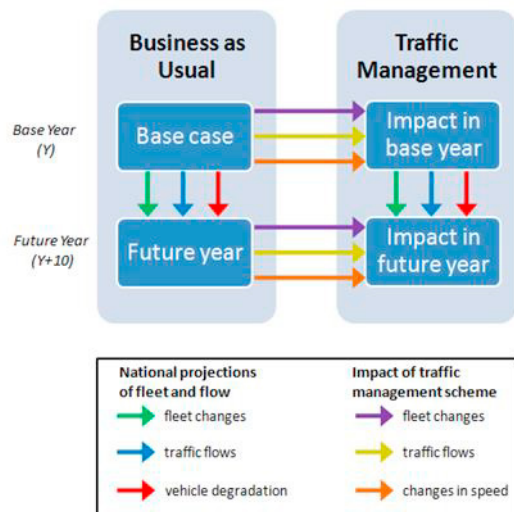 Business as
Usual
Traffic
Management
Base Year
(Y)
Base case
Impact in
base year
Future Year
(Y+10)
Future year
Impact in
future year
National projections
of fleet and flow
fleet changes
traffic flows
vehicle degradation
Impact of traffic
management scheme
fleet changes
traffic flows
changes in speed